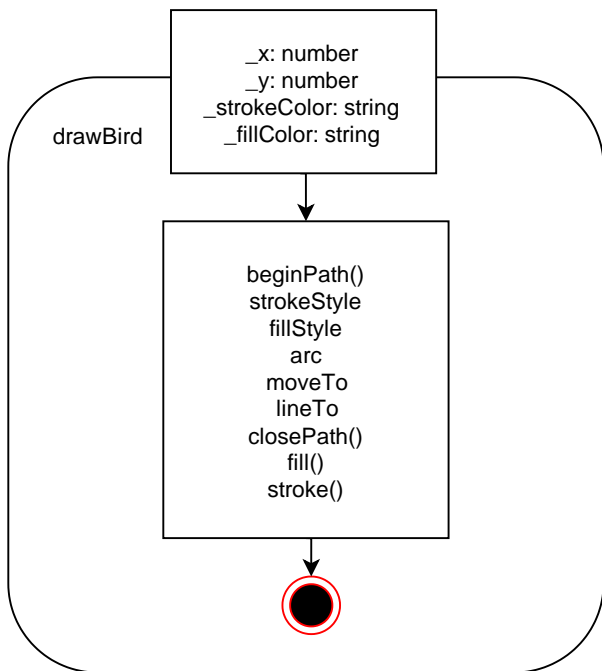 _x: number
_y: number
_strokeColor: string
_fillColor: string
drawBird
beginPath()
strokeStyle
fillStyle
arc
moveTo
lineTo
closePath()
fill()
stroke()